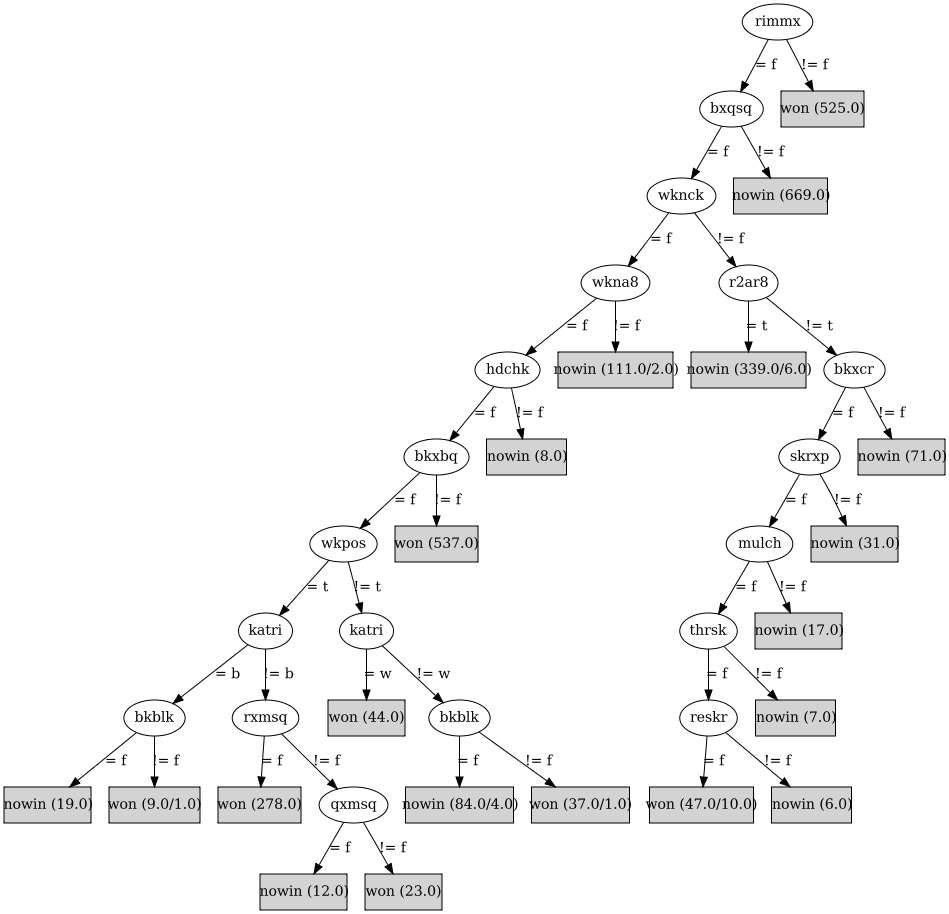 rimmx
= f
!= f
bxqsq
won (525.0)
= f
!= f
wknck
nowin (669.0)
= f
!= f
wkna8
r2ar8
= f
!= f
= t
!= t
hdchk
nowin (111.0/2.0)
nowin (339.0/6.0)
bkxcr
= f
!= f
= f
!= f
bkxbq
nowin (8.0)
skrxp
nowin (71.0)
= f
!= f
= f
!= f
wkpos
won (537.0)
mulch
nowin (31.0)
= t
!= t
= f
!= f
katri
katri
thrsk
nowin (17.0)
= b
!= b
= w
!= w
= f
!= f
bkblk
rxmsq
won (44.0)
bkblk
reskr
nowin (7.0)
= f
!= f
= f
!= f
= f
!= f
= f
!= f
nowin (19.0)
won (9.0/1.0)
won (278.0)
qxmsq
nowin (84.0/4.0)
won (37.0/1.0)
won (47.0/10.0)
nowin (6.0)
= f
!= f
nowin (12.0)
won (23.0)